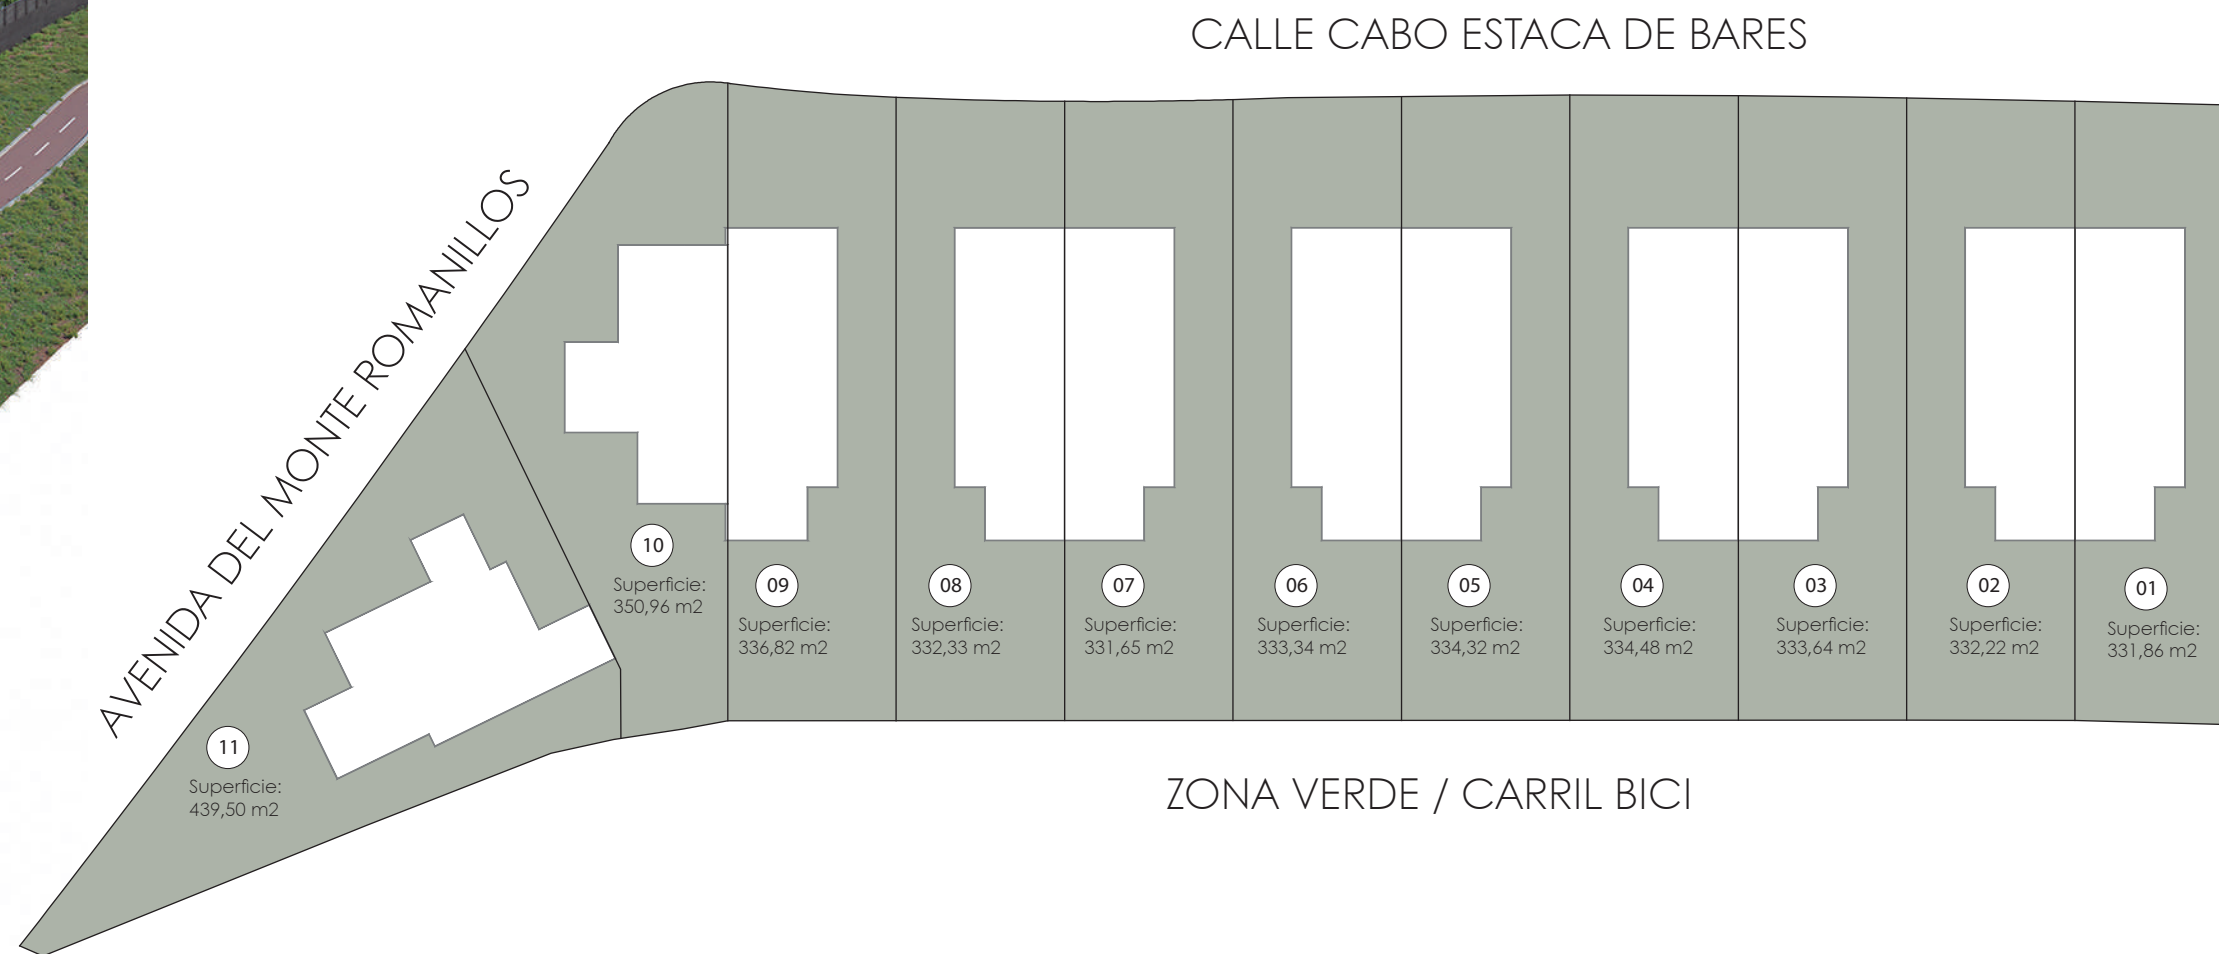 CALLE CABO ESTACA DE BARES
AVENIDA DEL MONTE ROMANILLOS
10
Superficie:
350,96 m2
09
Superficie:
336,82 m2
08
Superficie:
332,33 m2
07
Superficie:
331,65 m2
06
Superficie:
333,34 m2
05
Superficie:
334,32 m2
04
Superficie:
334,48 m2
03
Superficie:
333,64 m2
02
Superficie:
332,22 m2
01
Superficie:
331,86 m2
11
Superficie:
439,50 m2
ZONA VERDE / CARRIL BICI